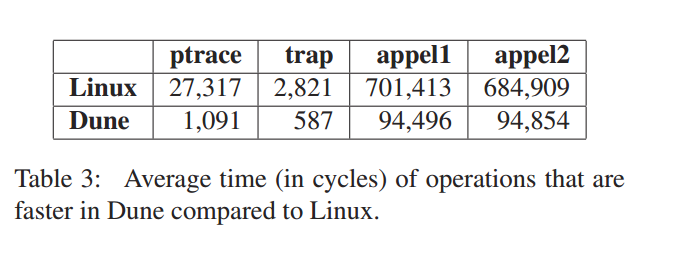 ptrace trap appel1 appel2
Linux 27,317 2,821 701,413 684,909
Dune 1,091 587 94,496 94,854
Table 3: Average time (in cycles) of operations that are
faster in Dune compared to Linux.